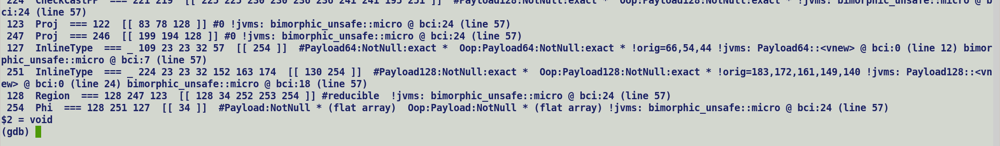 224  CheckCastPP  === 221 219  [[ 225 225 230 230 236 236 241 241 195 251 ]]  #Payload128:NotNull:exact *  Oop:Payload128:NotNull:exact * !jvms: bimorphic_unsafe::micro @ b
ci:24 (line 57)
123  Proj  === 122  [[ 83 78 128 ]] #0 !jvms: bimorphic_unsafe::micro @ bci:24 (line 57)
247  Proj  === 246  [[ 199 194 128 ]] #0 !jvms: bimorphic_unsafe::micro @ bci:24 (line 57)
127  InlineType  === _ 109 23 23 32 57  [[ 254 ]]  #Payload64:NotNull:exact *  Oop:Payload64:NotNull:exact * !orig=66,54,44 !jvms: Payload64::<vnew> @ bci:0 (line 12) bimor
phic_unsafe::micro @ bci:7 (line 57)
251  InlineType  === _ 224 23 23 32 152 163 174  [[ 130 254 ]]  #Payload128:NotNull:exact *  Oop:Payload128:NotNull:exact * !orig=183,172,161,149,140 !jvms: Payload128::<vn
ew> @ bci:0 (line 24) bimorphic_unsafe::micro @ bci:18 (line 57)
128  Region  === 128 247 123  [[ 128 34 252 253 254 ]] #reducible  !jvms: bimorphic_unsafe::micro @ bci:24 (line 57)
254  Phi  === 128 251 127  [[ 34 ]]  #Payload:NotNull * (flat array)  Oop:Payload:NotNull * (flat array) !jvms: bimorphic_unsafe::micro @ bci:24 (line 57)
$2 = void
(gdb)